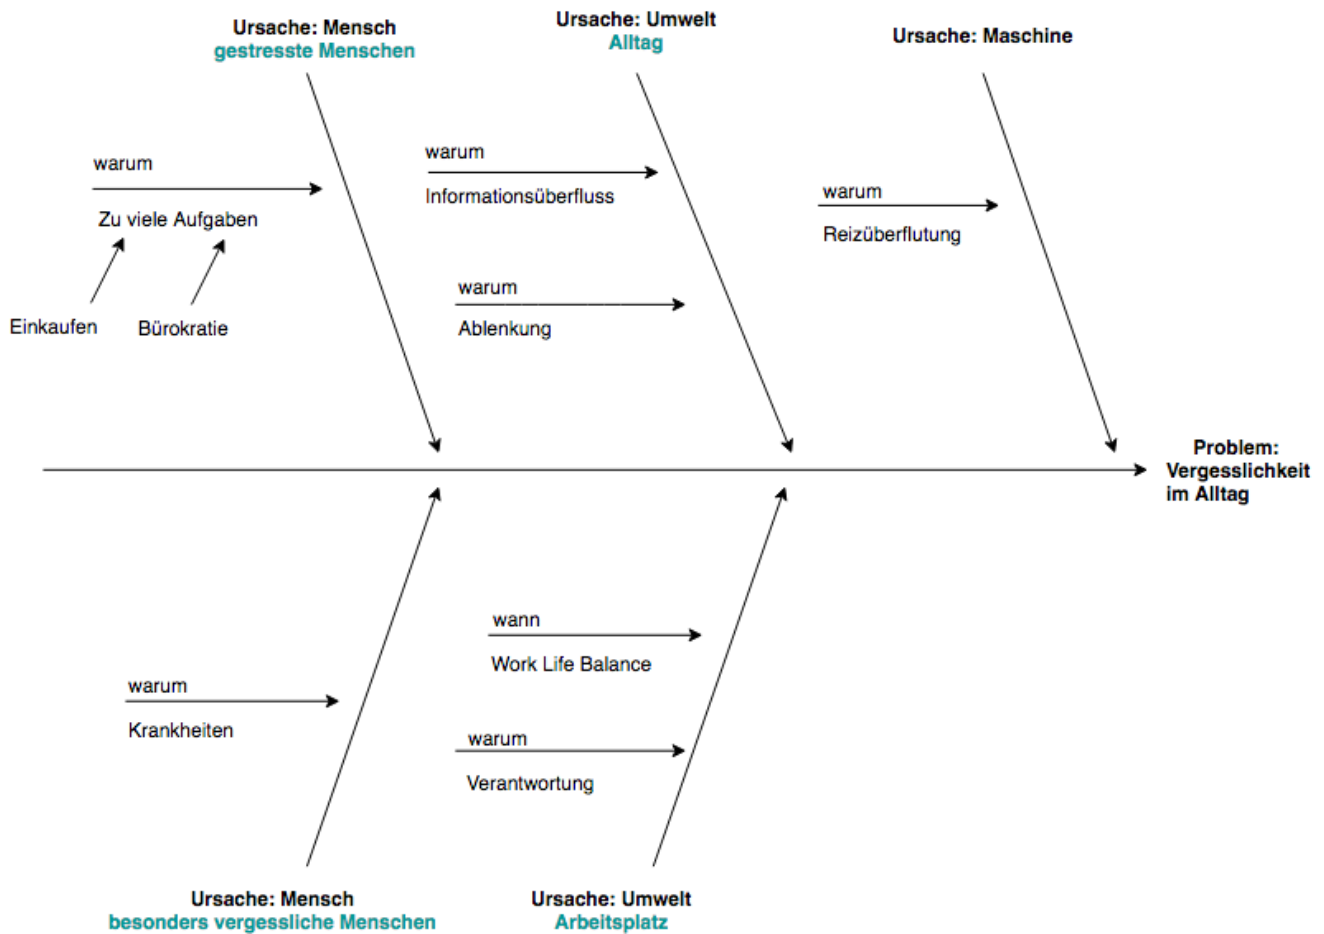 Ursache: Mensch
gestresste Menschen
Ursache: Umwelt
Alltag
Ursache: Maschine
warum
Zu viele Aufgaben
Einkaufen
Bürokratie
warum
Informationsüberfluss
warum
Ablenkung
warum
Reizüberflutung
Problem:
Vergesslichkeit
im Alltag
warum
Krankheiten
wann
Work Life Balance
warum
Verantwortung
Ursache: Mensch
besonders vergessliche Menschen
Ursache: Umwelt
Arbeitsplatz